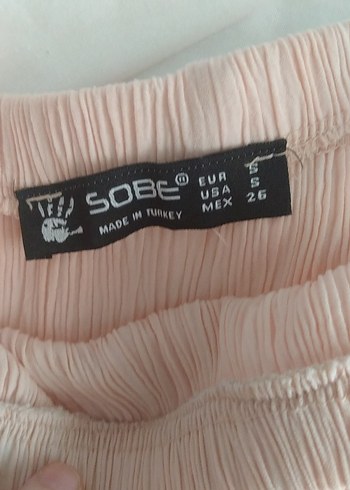 SOBE
MADE IN TURKEY
EUR S
USA S
MEX 26